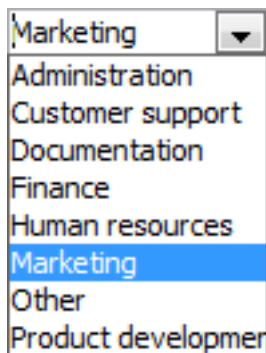 Marketing
Administration
Customer support
Documentation
Finance
Human resources
Marketing
Other
Product developmer